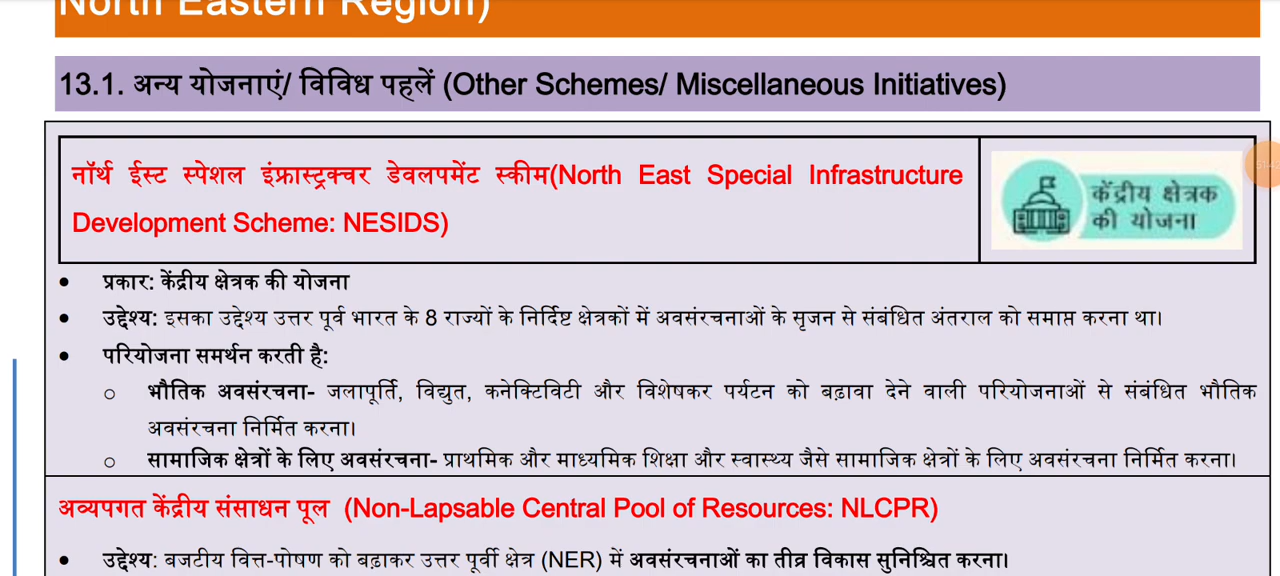 North Eastern Region)
13.1. अन्य योजनाएं/ विविध पहलें (Other Schemes/ Miscellaneous Initiatives)
नॉर्थ ईस्ट स्पेशल इंफ्रास्ट्रक्चर डेवलपमेंट स्कीम(North East Special Infrastructure
Development Scheme: NESIDS)
केंद्रीय क्षेत्रक
की योजना
• प्रकार: केंद्रीय क्षेत्रक की योजना
• उद्देश्य: इसका उद्देश्य उत्तर पूर्व भारत के 8 राज्यों के निर्दिष्ट क्षेत्रकों में अवसंरचनाओं के सृजन से संबंधित अंतराल को समाप्त करना था।
• परियोजना समर्थन करती है:
o भौतिक अवसंरचना- जलापूर्ति, विद्युत, कनेक्टिविटी और विशेषकर पर्यटन को बढ़ावा देने वाली परियोजनाओं से संबंधित भौतिक
अवसंरचना निर्मित करना।
o सामाजिक क्षेत्रों के लिए अवसंरचना- प्राथमिक और माध्यमिक शिक्षा और स्वास्थ्य जैसे सामाजिक क्षेत्रों के लिए अवसंरचना निर्मित करना।
अव्यपगत केंद्रीय संसाधन पूल (Non-Lapsable Central Pool of Resources: NLCPR)
• उद्देश्य: बजटीय वित्त-पोषण को बढ़ाकर उत्तर पूर्वी क्षेत्र (NER) में अवसंरचनाओं का तीव्र विकास सुनिश्चित करना।